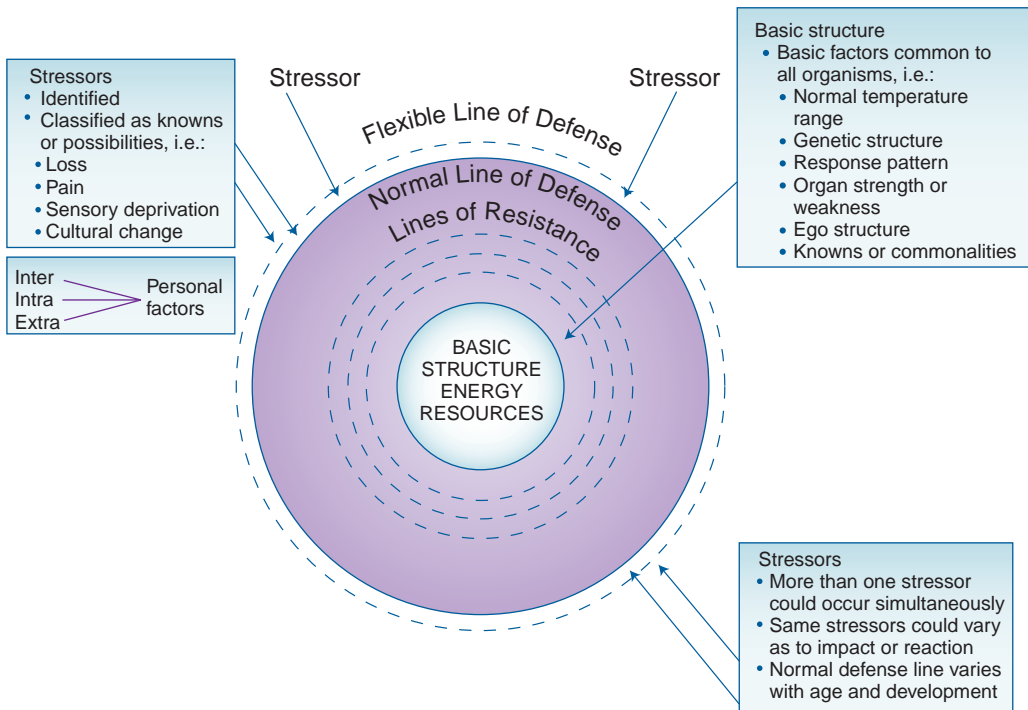 Stressors
• Identified
• Classified as knowns
or possibilities, i.e.:
• Loss
• Pain
• Sensory deprivation
• Cultural change
Inter
Intra
Extra
Personal
factors
Stressor
Stressor
Flexible Line of Defense
Normal Line of Defense
Lines of Resistance
BASIC
STRUCTURE
ENERGY
RESOURCES
Basic structure
• Basic factors common to
all organisms, i.e.:
• Normal temperature
range
• Genetic structure
• Response pattern
• Organ strength or
weakness
• Ego structure
• Knowns or commonalities
Stressors
• More than one stressor
could occur simultaneously
• Same stressors could vary
as to impact or reaction
• Normal defense line varies
with age and development